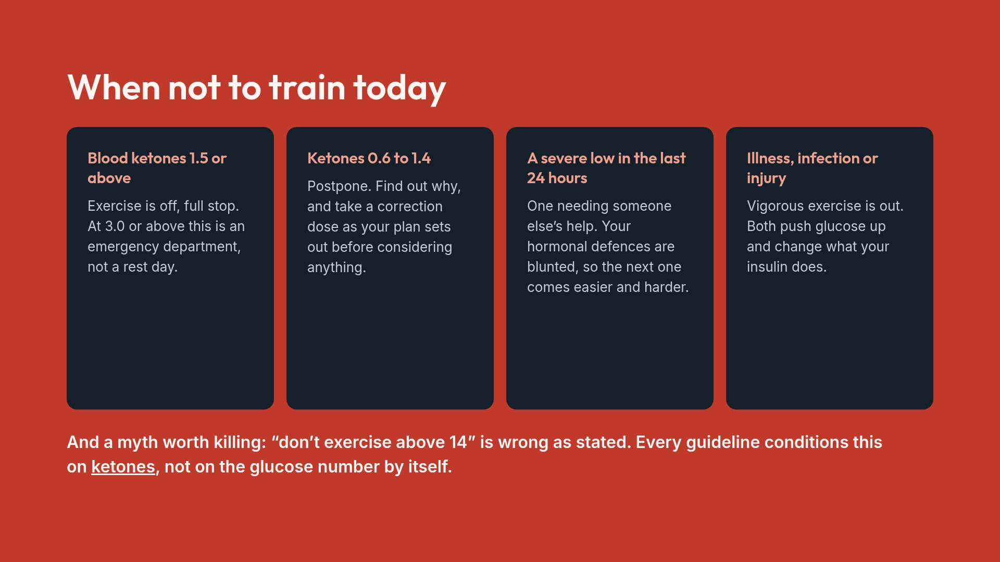 When not to train today
Blood ketones 1.5 or
above
Exercise is off, full stop.
At 3.0 or above this is an
emergency department,
not a rest day.
Ketones 0.6 to 1.4
Postpone. Find out why,
and take a correction
dose as your plan sets
out before considering
anything.
A severe low in the last
24 hours
One needing someone
else’s help. Your
hormonal defences are
blunted, so the next one
comes easier and harder.
Illness, infection or
injury
Vigorous exercise is out.
Both push glucose up
and change what your
insulin does.
And a myth worth killing: “don’t exercise above 14” is wrong as stated. Every guideline conditions this
on ketones, not on the glucose number by itself.